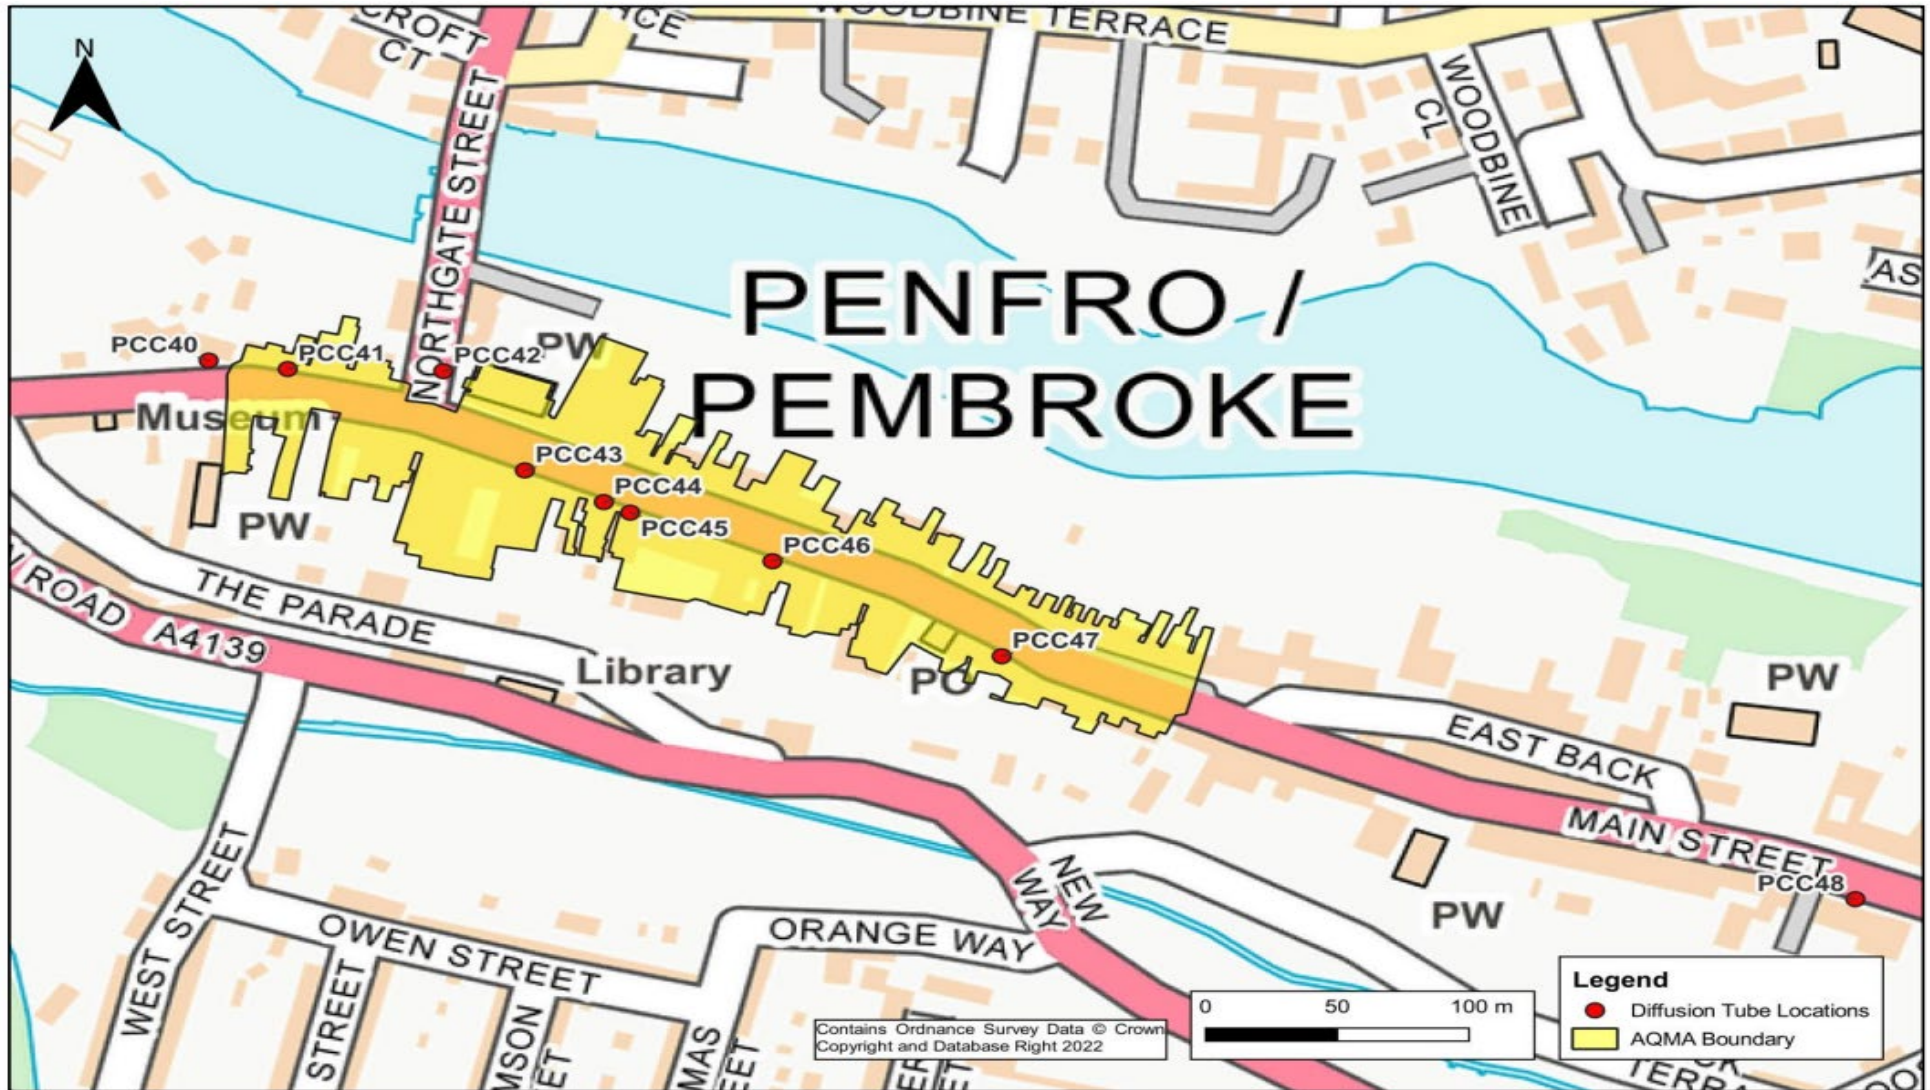 CROFT
CT
WOODBINE TERRACE
N
NORTHGATE STREET
WOODBINE
CL
AS
PENFRO /
PEMBROKE
PCC40
PCC41
PCC42
PW
Museum
PCC43
PCC44
PCC45
PCC46
PW
PCC47
THE PARADE
ROAD
A4139
Library
PO
PW
EAST BACK
MAIN STREET
PCC48
NEW
WAY
PW
WEST STREET
OWEN STREET
ORANGE WAY
STREET
Legend
Diffusion Tube Locations
AQMA Boundary
0 50 100 m
Contains Ordnance Survey Data © Crown
Copyright and Database Right 2022